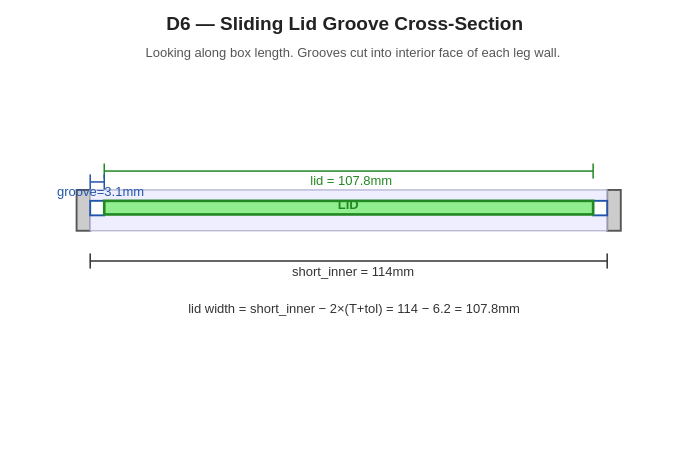 D6 — Sliding Lid Groove Cross-Section
Looking along box length. Grooves cut into interior face of each leg wall.
lid = 107.8mm
groove=3.1mm
LID
short_inner = 114mm
lid width = short_inner − 2×(T+tol) = 114 − 6.2 = 107.8mm